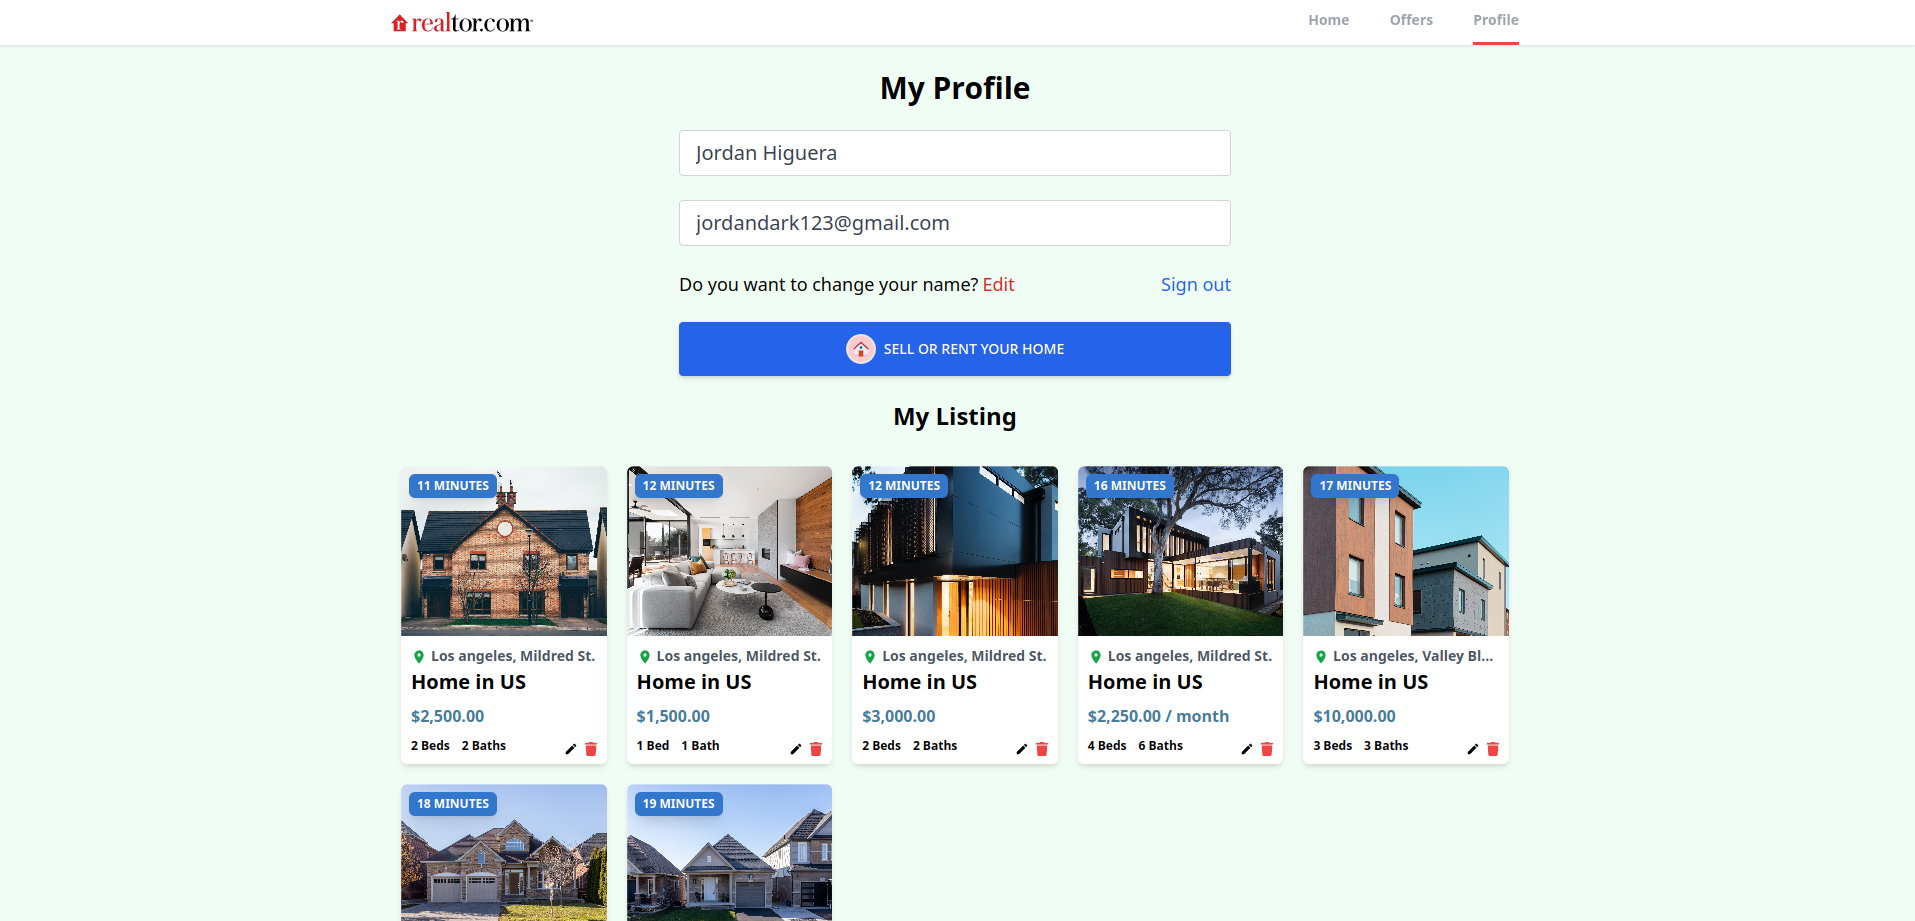 realtor.com
Home
Offers
Profile
My Profile
Jordan Higuera
jordandark123@gmail.com
Do you want to change your name? Edit
Sign out
SELL OR RENT YOUR HOME
My Listing
11 MINUTES
Los angeles, Mildred St.
Home in US
$2,500.00
2 Beds 2 Baths
12 MINUTES
Los angeles, Mildred St.
Home in US
$1,500.00
1 Bed 1 Bath
12 MINUTES
Los angeles, Mildred St.
Home in US
$3,000.00
2 Beds 2 Baths
16 MINUTES
Los angeles, Mildred St.
Home in US
$2,250.00 / month
4 Beds 6 Baths
17 MINUTES
Los angeles, Valley Bl...
Home in US
$10,000.00
3 Beds 3 Baths
18 MINUTES
19 MINUTES